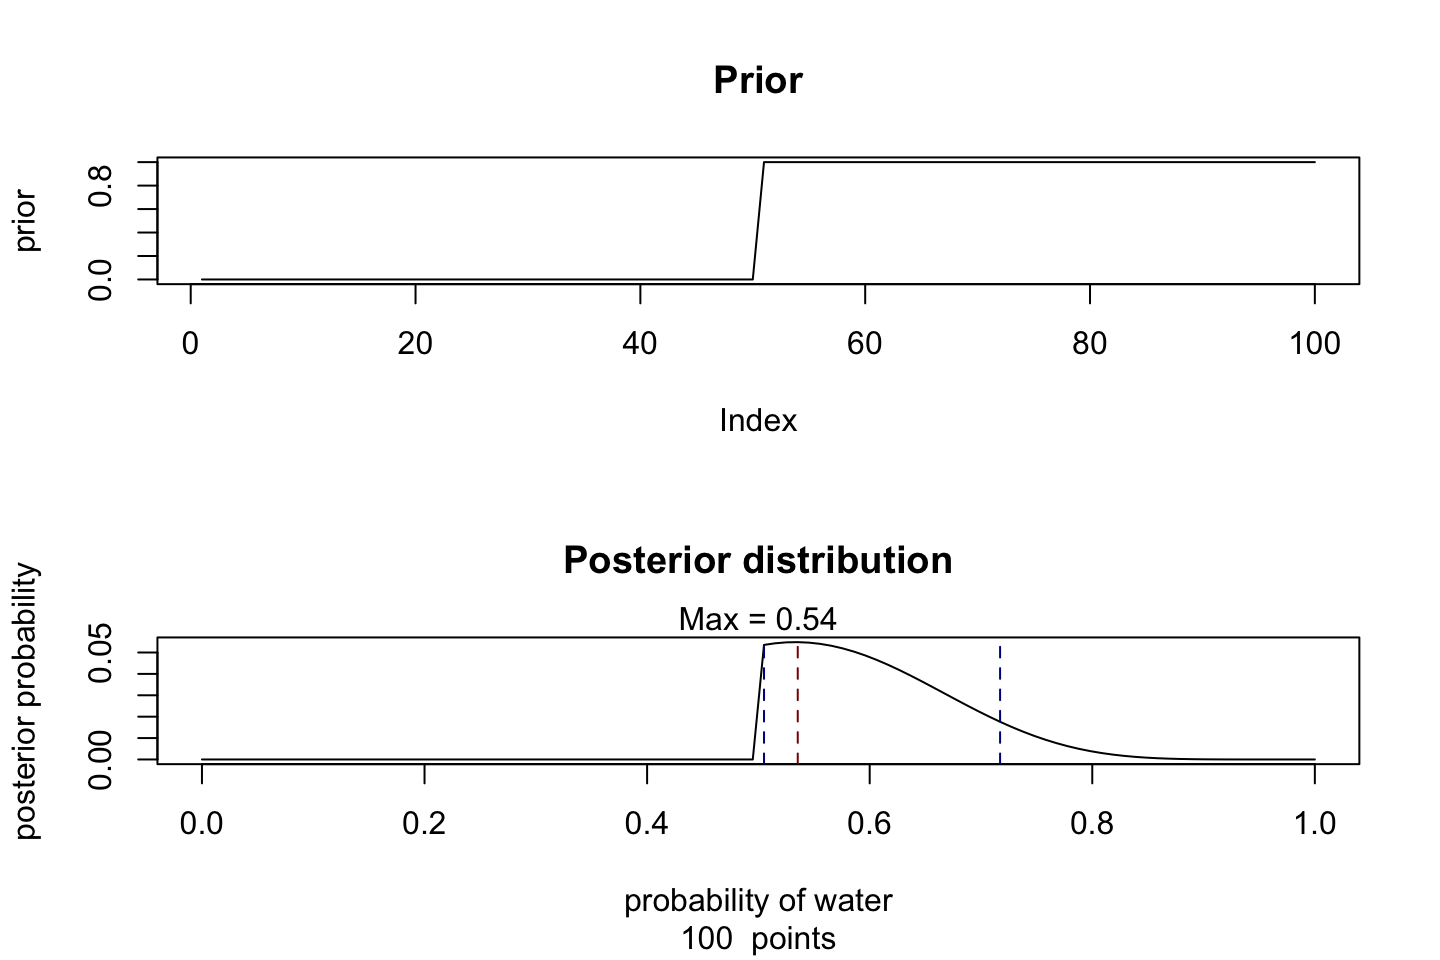 Prior
prior
0.8
0.0
0 20 40 60 80 100
Index
Posterior distribution
Max = 0.54
posterior probability
0.05
0.00
0.0 0.2 0.4 0.6 0.8 1.0
probability of water
100 points